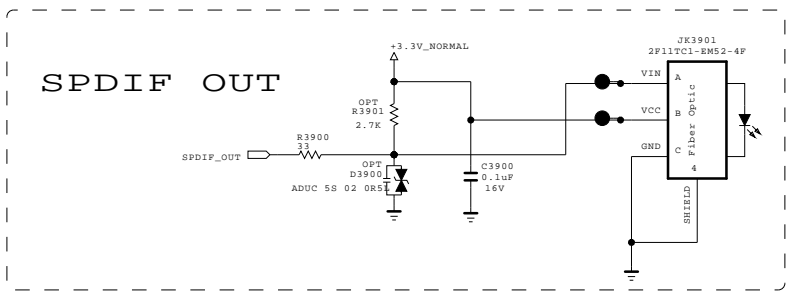 SPDIF OUT
+3.3V_NORMAL
OPT
R3901
2.7K
R3900
33
SPDIF_OUT
OPT
D3900
ADUC 5S 02 0R5L
C3900
0.1uF
16V
JK3901
2F11TC1-EM52-4F
VIN
A
VCC
B
GND
C
4
Fiber Optic
SHIELD